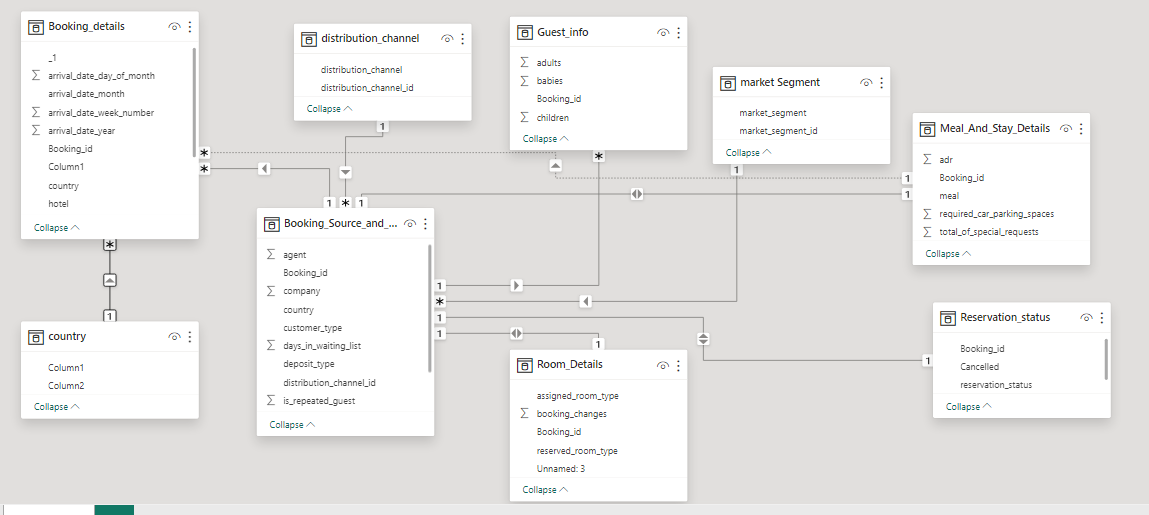 Booking_details
_1
Σ arrival_date_day_of_month
arrival_date_month
Σ arrival_date_week_number
Σ arrival_date_year
Booking_id
Column1
country
hotel
Collapse
distribution_channel
distribution_channel
distribution_channel_id
Collapse
Guest_info
Σ adults
Σ babies
Booking_id
Σ children
Collapse
market Segment
market_segment
market_segment_id
Collapse
Meal_And_Stay_Details
Σ adr
Booking_id
meal
Σ required_car_parking_spaces
Σ total_of_special_requests
Collapse
1
*
*
*
1
1
1
1 * 1
Booking_Source_and_...
Σ agent
Booking_id
Σ company
country
customer_type
Σ days_in_waiting_list
deposit_type
distribution_channel_id
Σ is_repeated_guest
Collapse
1
*
1
1
*
1
country
Column1
Column2
Collapse
1
Room_Details
assigned_room_type
Σ booking_changes
Booking_id
reserved_room_type
Unnamed: 3
Collapse
1
Reservation_status
Booking_id
Cancelled
reservation_status
Collapse